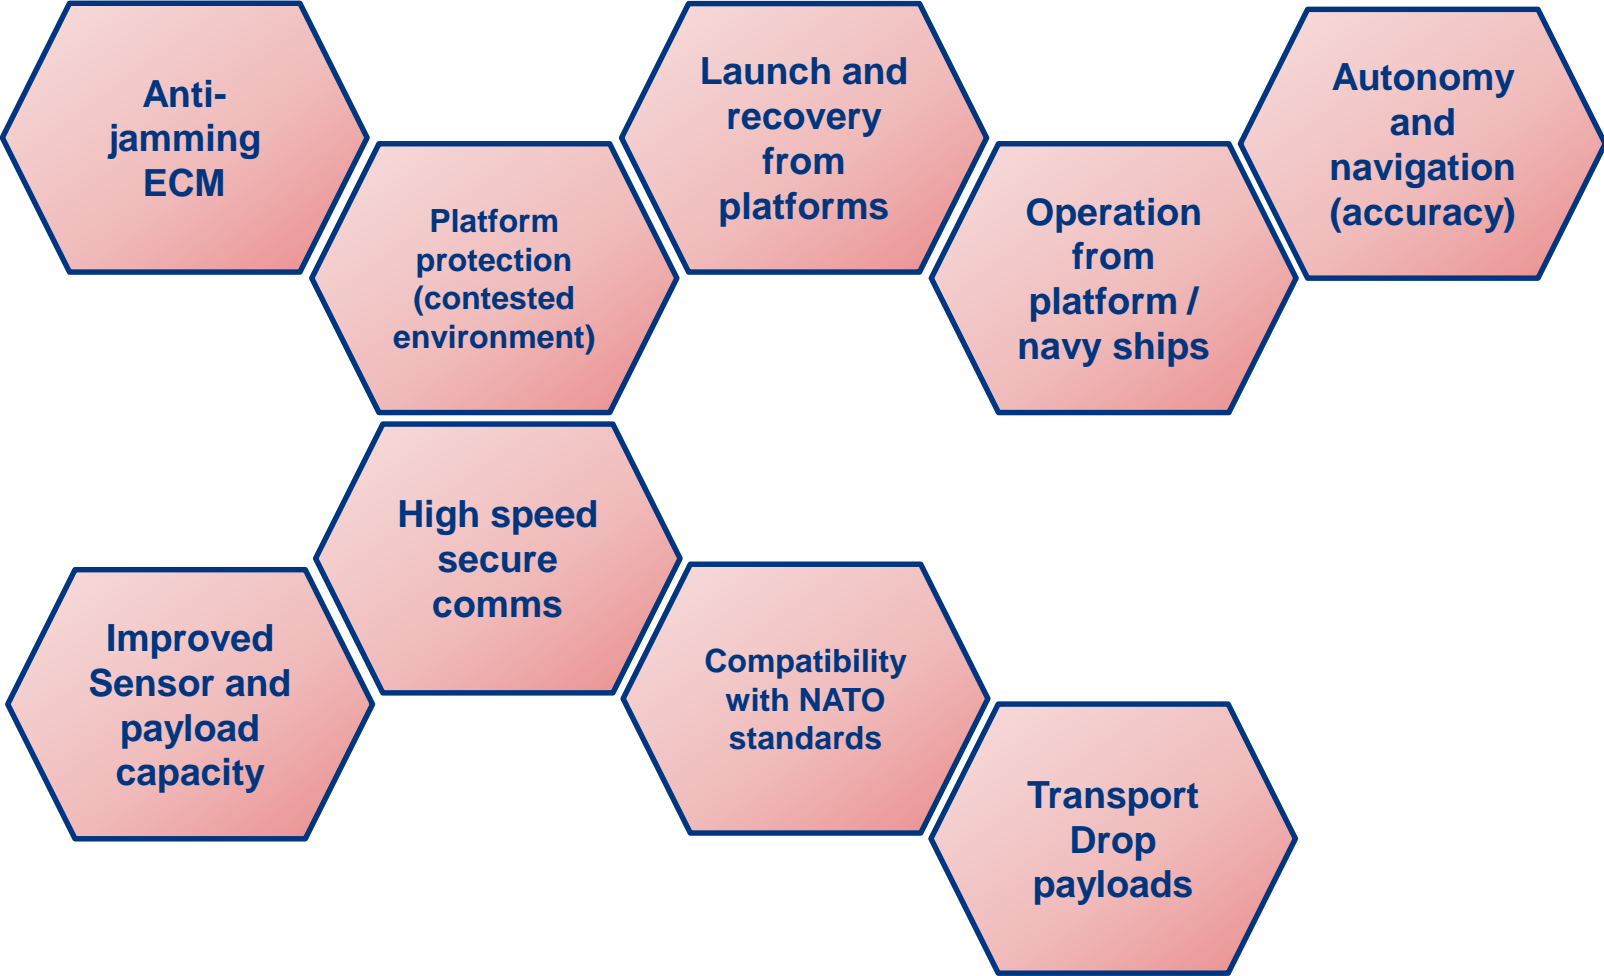 Anti-
jamming
ECM
Platform
protection
(contested
environment)
Launch and
recovery
from
platforms
Operation
from
platform /
navy ships
Autonomy
and
navigation
(accuracy)
Improved
Sensor and
payload
capacity
High speed
secure
comms
Compatibility
with NATO
standards
Transport
Drop
payloads